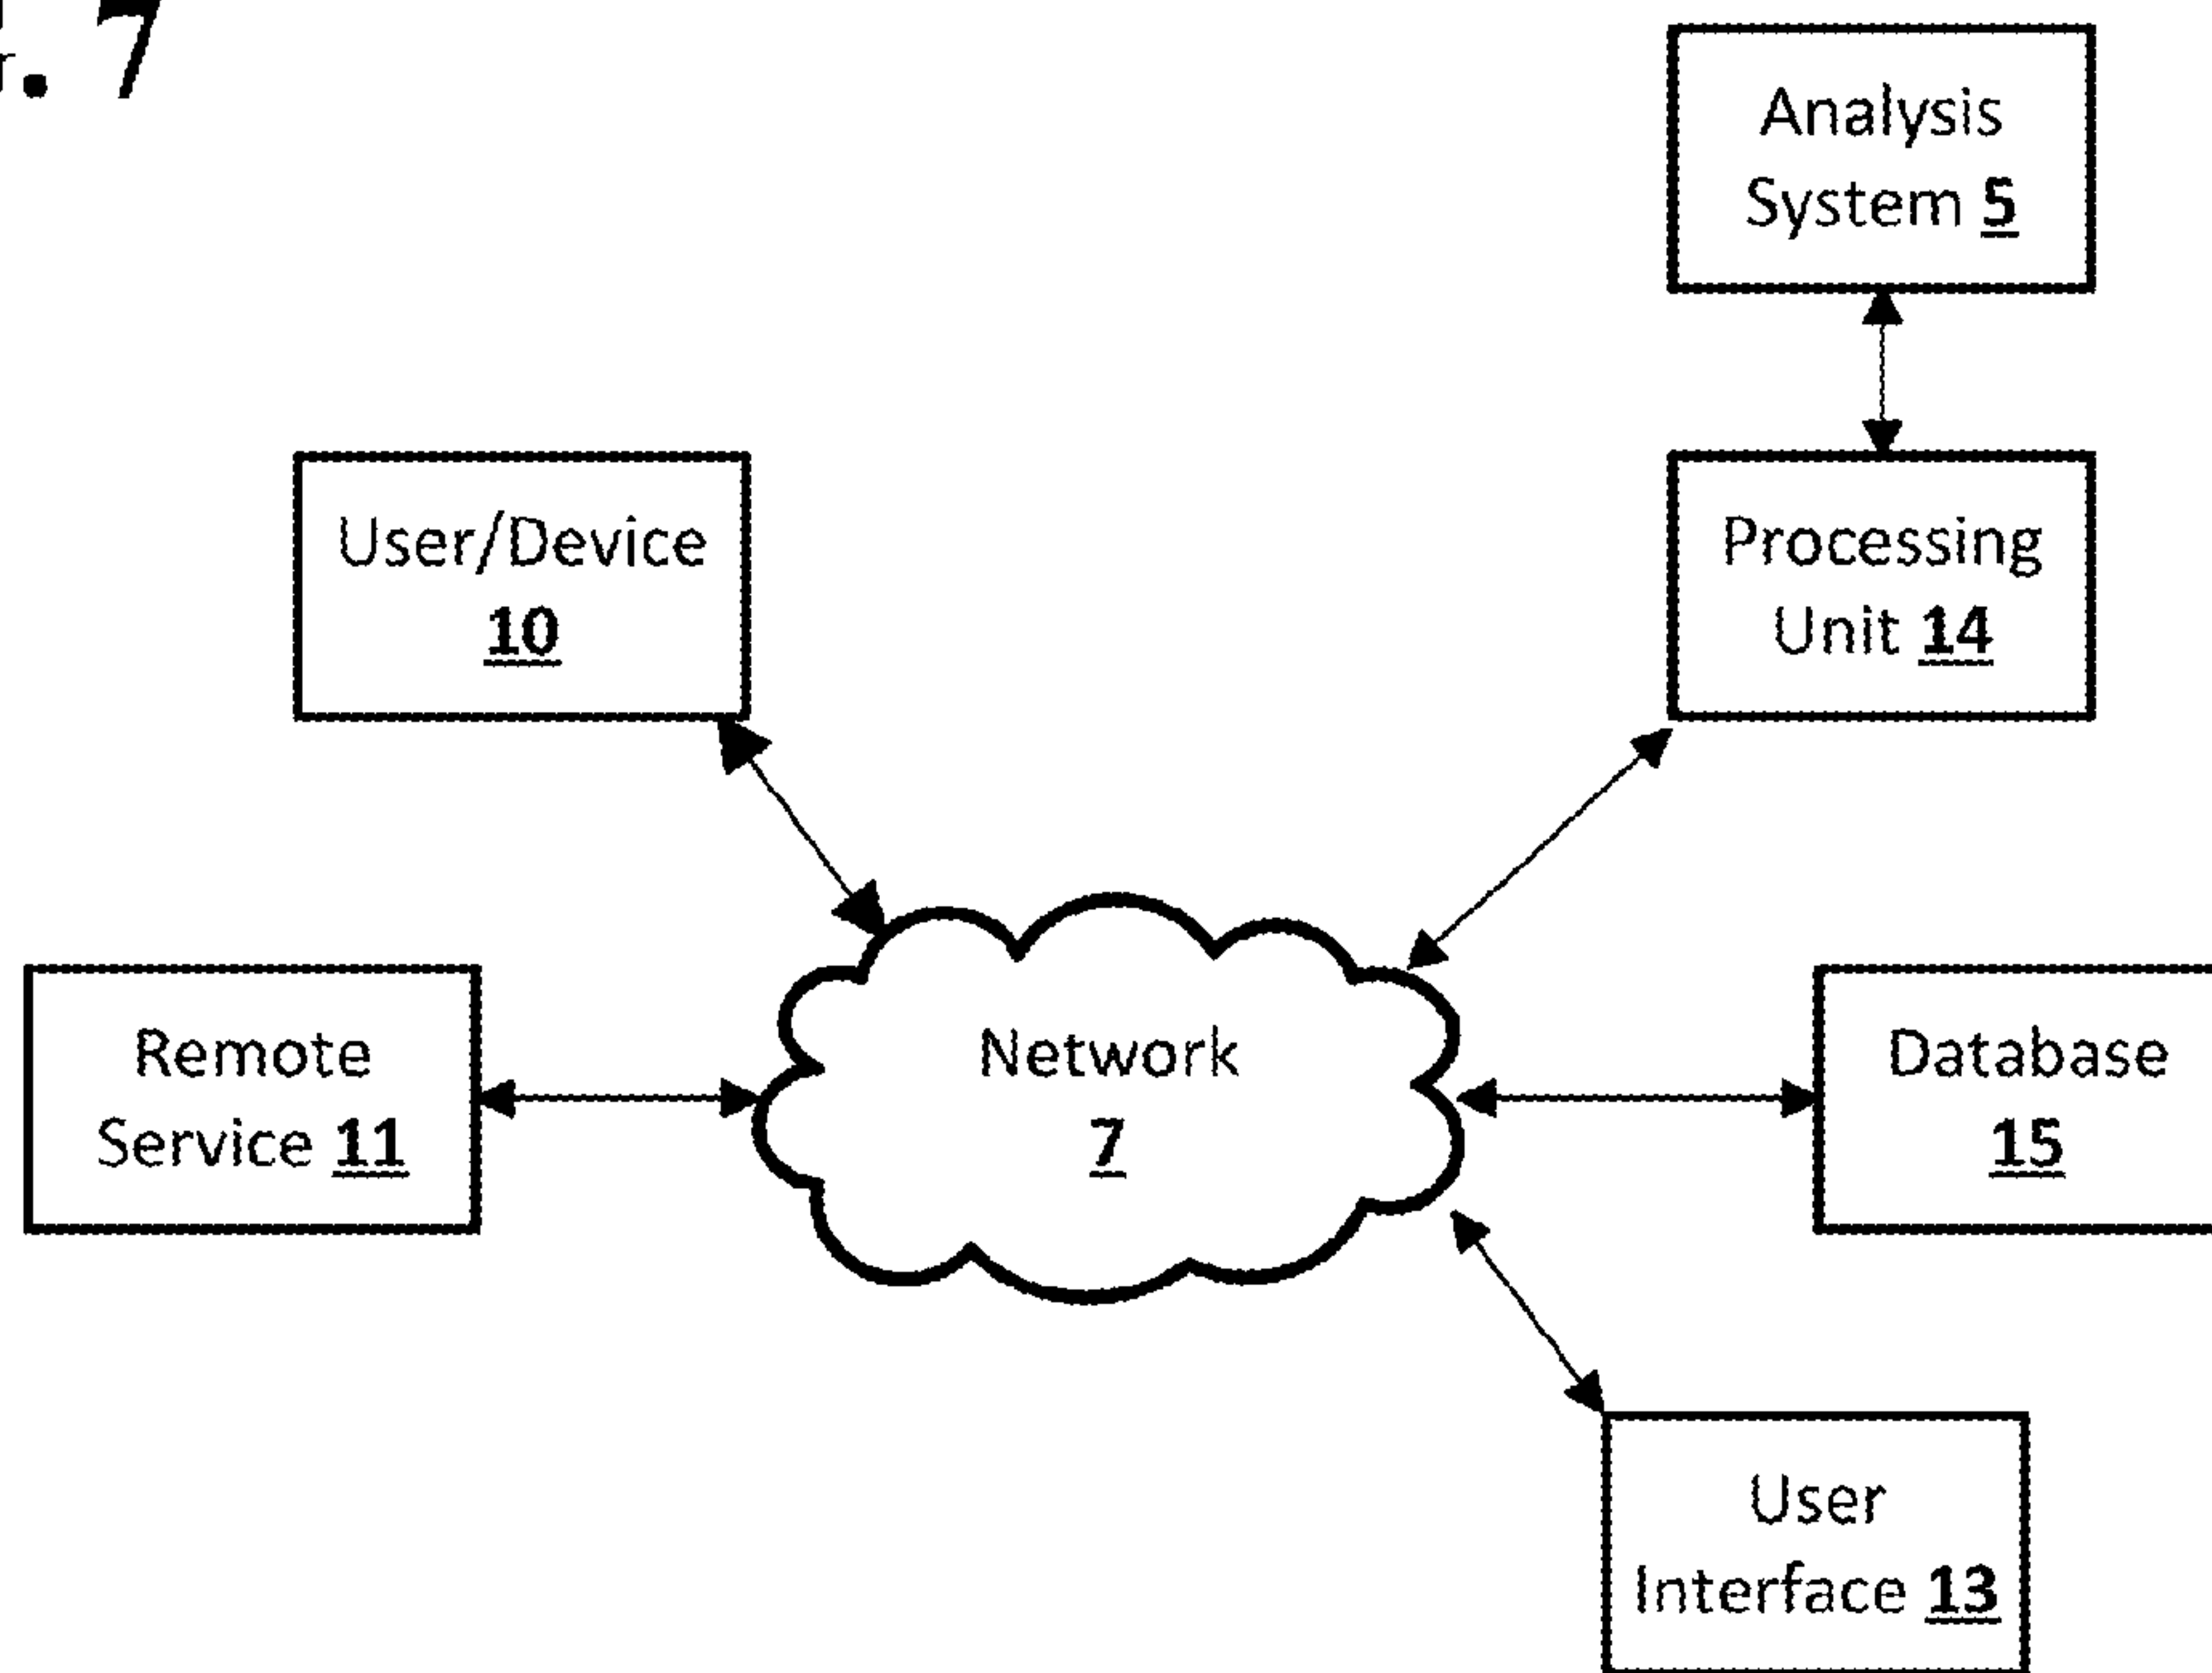 . 7
Analysis
System 5
User/Device
10
Processing
Unit 14
Remote
Service 11
Network
7
Database
15
User
Interface 13